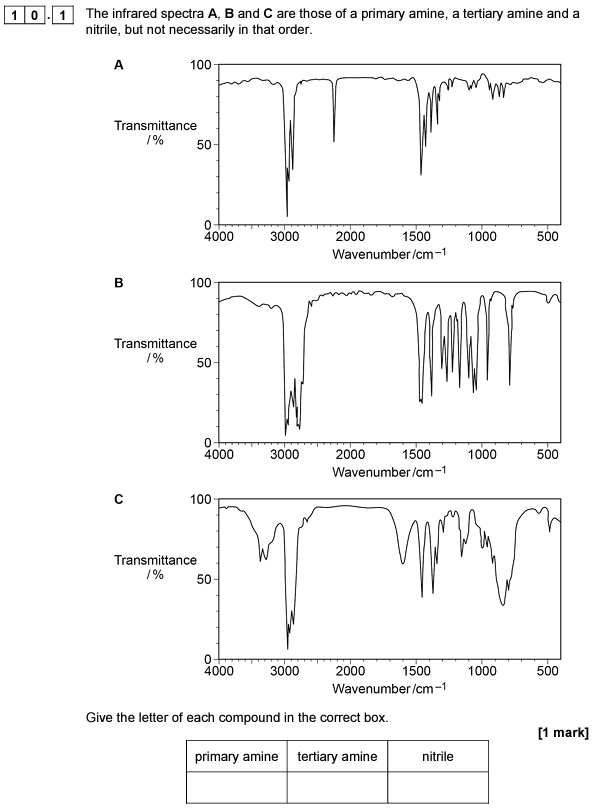 1 0 . 1 The infrared spectra A, B and C are those of a primary amine, a tertiary amine and a
nitrile, but not necessarily in that order.
A
100
Transmittance
/ %
50
0
4000 3000 2000 1500 1000 500
Wavenumber /cm−1
B
100
Transmittance
/ %
50
0
4000 3000 2000 1500 1000 500
Wavenumber /cm−1
C
100
Transmittance
/ %
50
0
4000 3000 2000 1500 1000 500
Wavenumber /cm−1
Give the letter of each compound in the correct box.
[1 mark]
primary amine tertiary amine nitrile